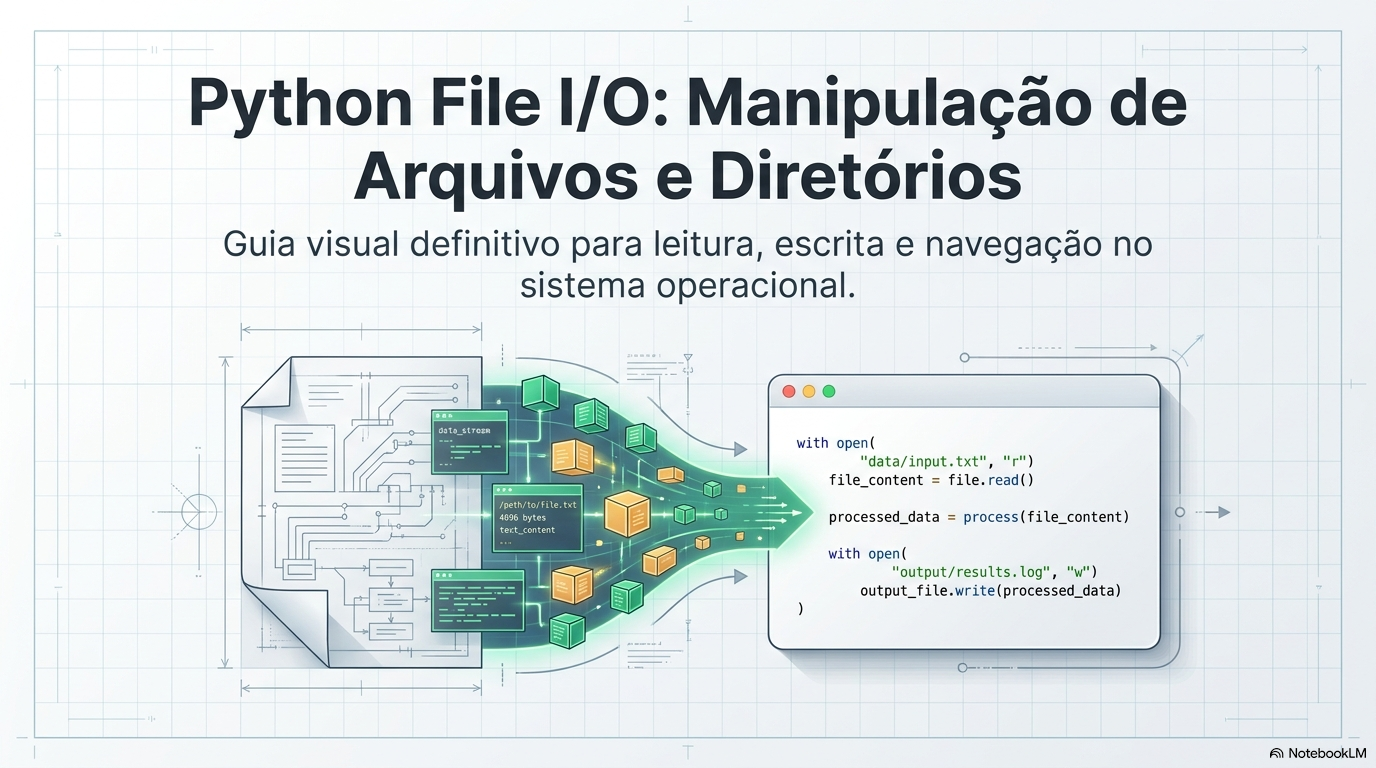 Python File I/O: Manipulação de
Arquivos e Diretórios
Guia visual definitivo para leitura, escrita e navegação no
sistema operacional.
data_stream
/peth/to/file.txt
4096 bytes
text_content
with open(
"data/input.txt", "r")
file_content = file.read()
processed_data = process(file_content)
with open(
"output/results.log", "w")
output_file.write(processed_data)
)
NotebookLM